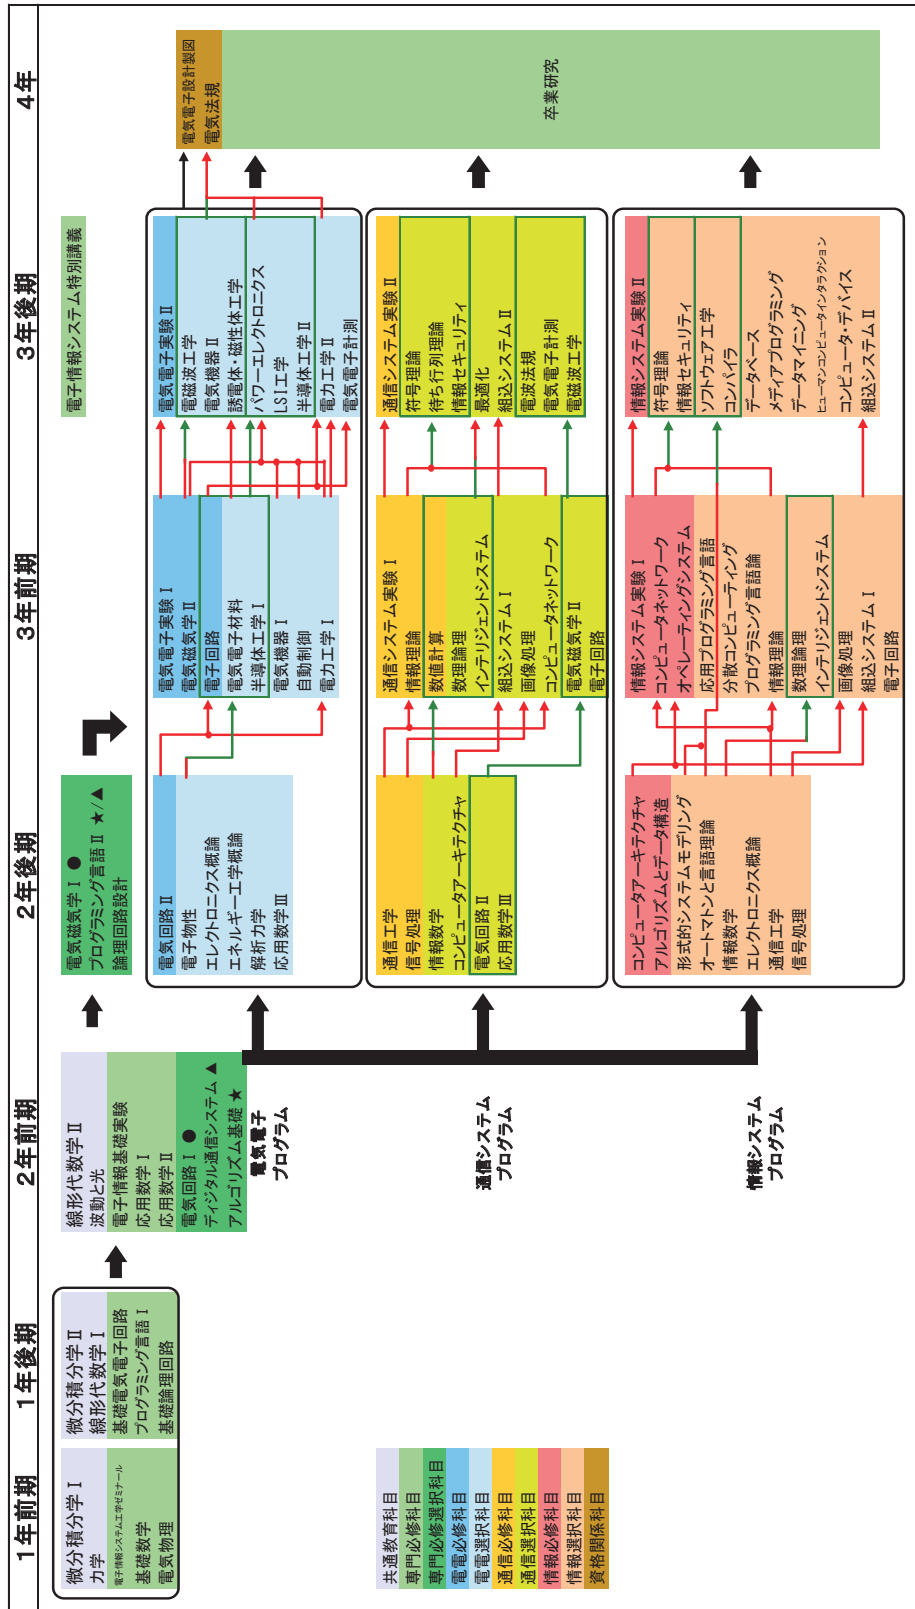 1年前期
1年後期
2年前期
2年後期
3年前期
3年後期
4年
微分積分学Ⅰ
力学
電子情報システム工学ゼミナール
基礎数学
電気物理
微分積分学Ⅱ
線形代数学Ⅰ
基礎電気電子回路
プログラミング言語Ⅰ
基礎論理回路
線形代数学Ⅱ
波動と光
電子情報基礎実験
応用数学Ⅰ
応用数学Ⅱ
電気回路Ⅰ ●
ディジタル通信システム ▲
アルゴリズム基礎 ★
電気磁気学Ⅰ ●
プログラミング言語Ⅱ ★/▲
論理回路設計
電子情報システム特別講義
電気電子
プログラム
電気回路Ⅱ
電子物性
エレクトロニクス概論
エネルギー工学概論
解析力学
応用数学Ⅲ
電気電子実験Ⅰ
電気磁気学Ⅱ
電子回路
電気電子材料
半導体工学Ⅰ
電気機器Ⅰ
自動制御
電力工学Ⅰ
電気電子実験Ⅱ
電磁波工学
電気機器Ⅱ
誘電体・磁性体工学
パワーエレクトロニクス
LSI工学
半導体工学Ⅱ
電力工学Ⅱ
電気電子計測
電気電子設計製図
電気法規
卒業研究
通信システム
プログラム
通信工学
信号処理
情報数学
コンピュータアーキテクチャ
電気回路Ⅱ
応用数学Ⅲ
通信システム実験Ⅰ
情報理論
数値計算
数理論理
インテリジェントシステム
組込システムⅠ
画像処理
コンピュータネットワーク
電気磁気学Ⅱ
電子回路
通信システム実験Ⅱ
符号理論
待ち行列理論
情報セキュリティ
最適化
組込システムⅡ
電波法規
電気電子計測
電磁波工学
情報システム
プログラム
コンピュータアーキテクチャ
アルゴリズムとデータ構造
形式的システムモデリング
オートマトンと言語理論
情報数学
エレクトロニクス概論
通信工学
信号処理
情報システム実験Ⅰ
コンピュータネットワーク
オペレーティングシステム
応用プログラミング言語
分散コンピューティング
プログラミング言語論
情報理論
数理論理
インテリジェントシステム
画像処理
組込システムⅠ
電子回路
情報システム実験Ⅱ
符号理論
情報セキュリティ
ソフトウェア工学
コンパイラ
データベース
メディアプログラミング
データマイニング
ヒューマンコンピュータインタラクション
コンピュータ・デバイス
組込システムⅡ
共通教育科目
専門必修科目
専門必修選択科目
電電必修科目
電電選択科目
通信必修科目
通信選択科目
情報必修科目
情報選択科目
資格関係科目